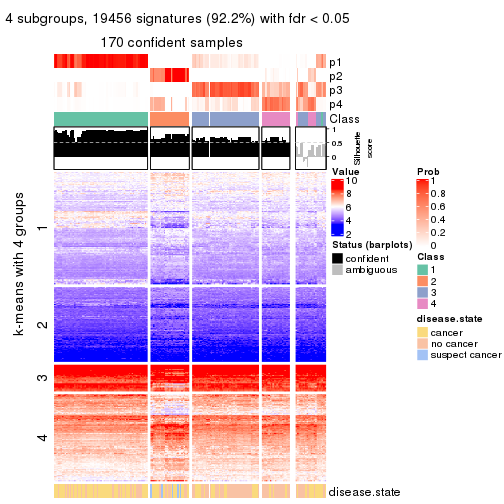 4 subgroups, 19456 signatures (92.2%) with fdr < 0.05
170 confident samples
p1
p2
p3
p4
Class
1
0.5
0
Silhouette
score
k-means with 4 groups
1
2
3
4
disease.state
Value
10
8
6
4
2
Status (barplots)
confident
ambiguous
Prob
1
0.8
0.6
0.4
0.2
0
Class
1
2
3
4
disease.state
cancer
no cancer
suspect cancer